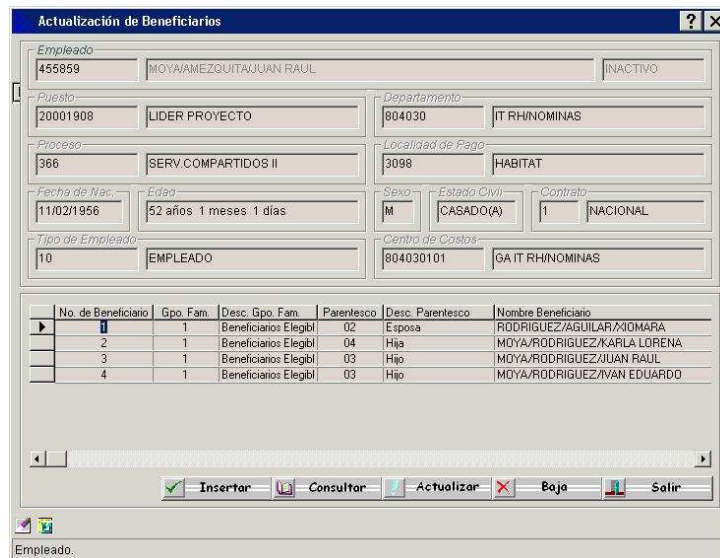 Actualización de Beneficiarios
Empleado
455859 MOYA/AMEZQUITA/JUAN RAUL INACTIVO
Puesto Departamento
20001908 LIDER PROYECTO 804030 IT RH/NOMINAS
Proceso Localidad de Pago
366 SERV.COMPARTIDOS II 3098 HABITAT
Fecha de Nac. Edad Sexo Estado Civil Contrato
11/02/1956 52 años 1 meses 1 días M CASADO(A) 1 NACIONAL
Tipo de Empleado Centro de Costos
10 EMPLEADO 804030101 GA IT RH/NOMINAS
No. de Beneficiario Gpo. Fam. Desc. Gpo. Fam. Parentesco Desc. Parentesco Nombre Beneficiario
1 1 Beneficiarios Elegibl 02 Esposa RODRIGUEZ/AGUILAR/XIOMARA
2 1 Beneficiarios Elegibl 04 Hija MOYA/RODRIGUEZ/KARLA LORENA
3 1 Beneficiarios Elegibl 03 Hijo MOYA/RODRIGUEZ/JUAN RAUL
4 1 Beneficiarios Elegibl 03 Hijo MOYA/RODRIGUEZ/IVAN EDUARDO
Insertar Consultar Actualizar Baja Salir
Empleado.